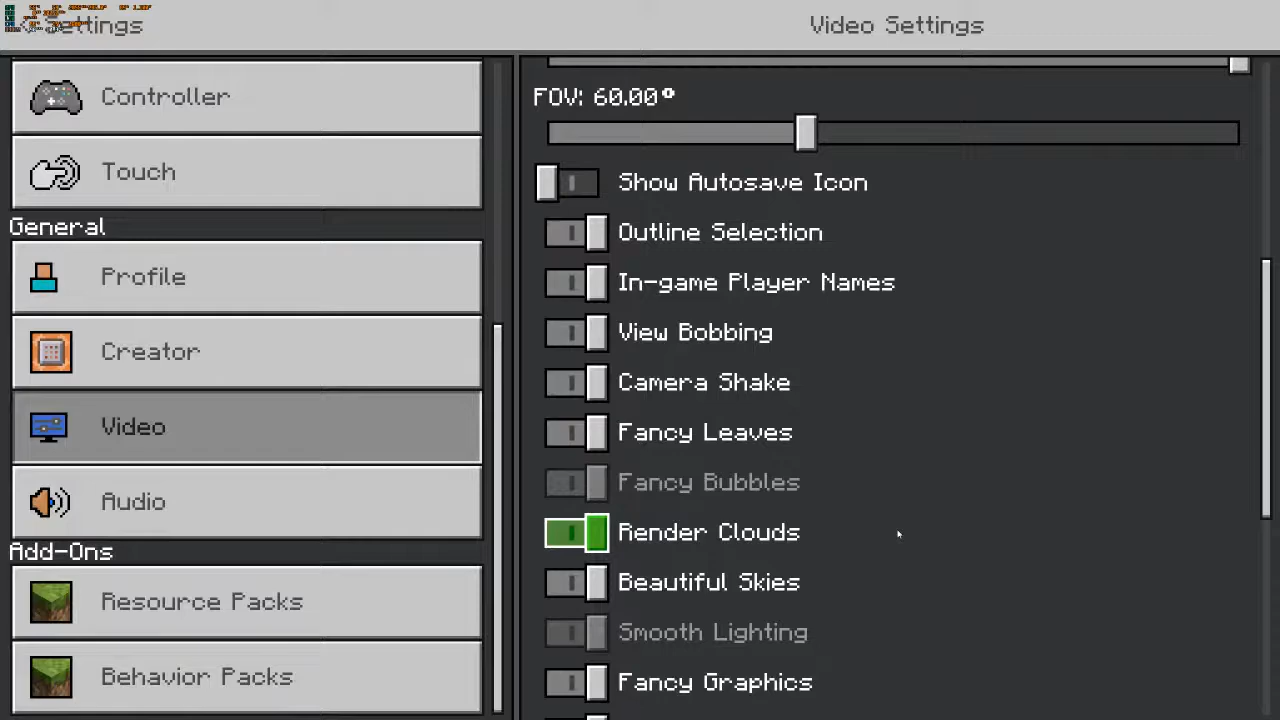 Settings
Video Settings
Controller
Touch
General
Profile
Creator
Video
Audio
Add-Ons
Resource Packs
Behavior Packs
FOV: 60.00°
Show Autosave Icon
Outline Selection
In-game Player Names
View Bobbing
Camera Shake
Fancy Leaves
Fancy Bubbles
Render Clouds
Beautiful Skies
Smooth Lighting
Fancy Graphics